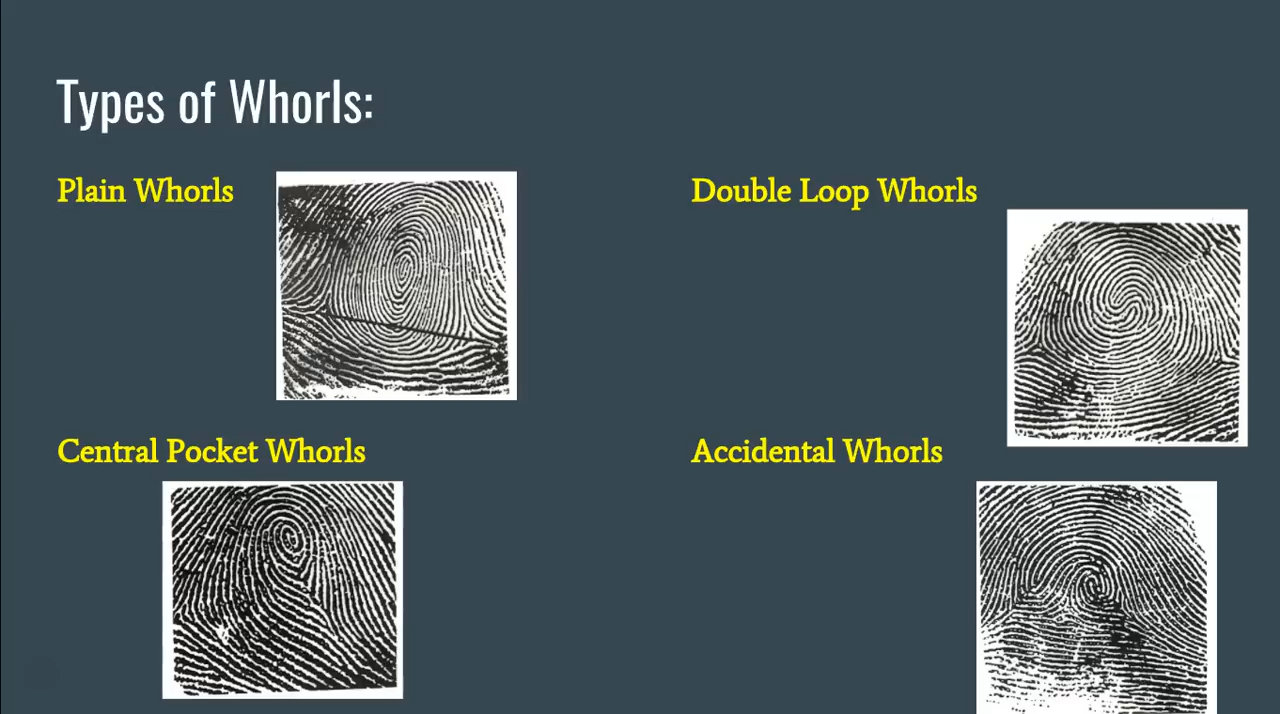 Types of Whorls:
Plain Whorls
Double Loop Whorls
Central Pocket Whorls
Accidental Whorls